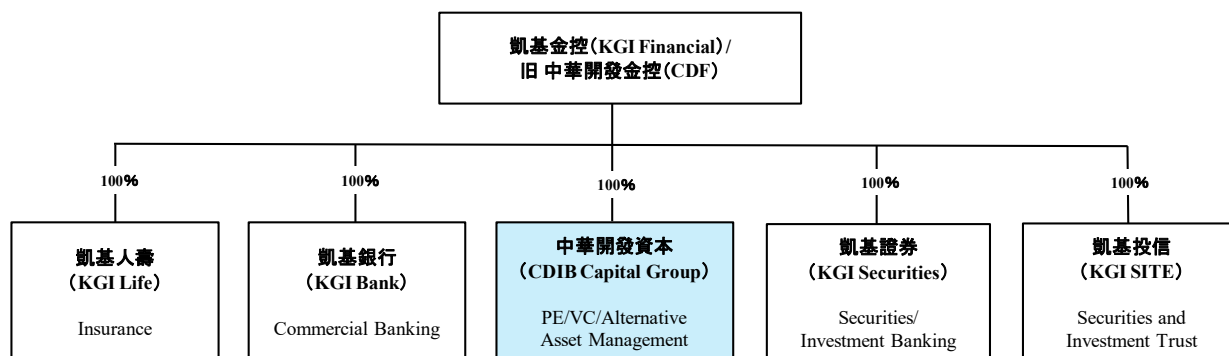 凱基金控（KGI Financial）/
旧 中華開發金控（CDF）
100%
100%
100%
100%
100%
凱基人壽
（KGI Life）
Insurance
凱基銀行
（KGI Bank）
Commercial Banking
中華開發資本
（CDIB Capital Group）
PE/VC/Alternative
Asset Management
凱基證券
（KGI Securities）
Securities/
Investment Banking
凱基投信
（KGI SITE）
Securities and
Investment Trust